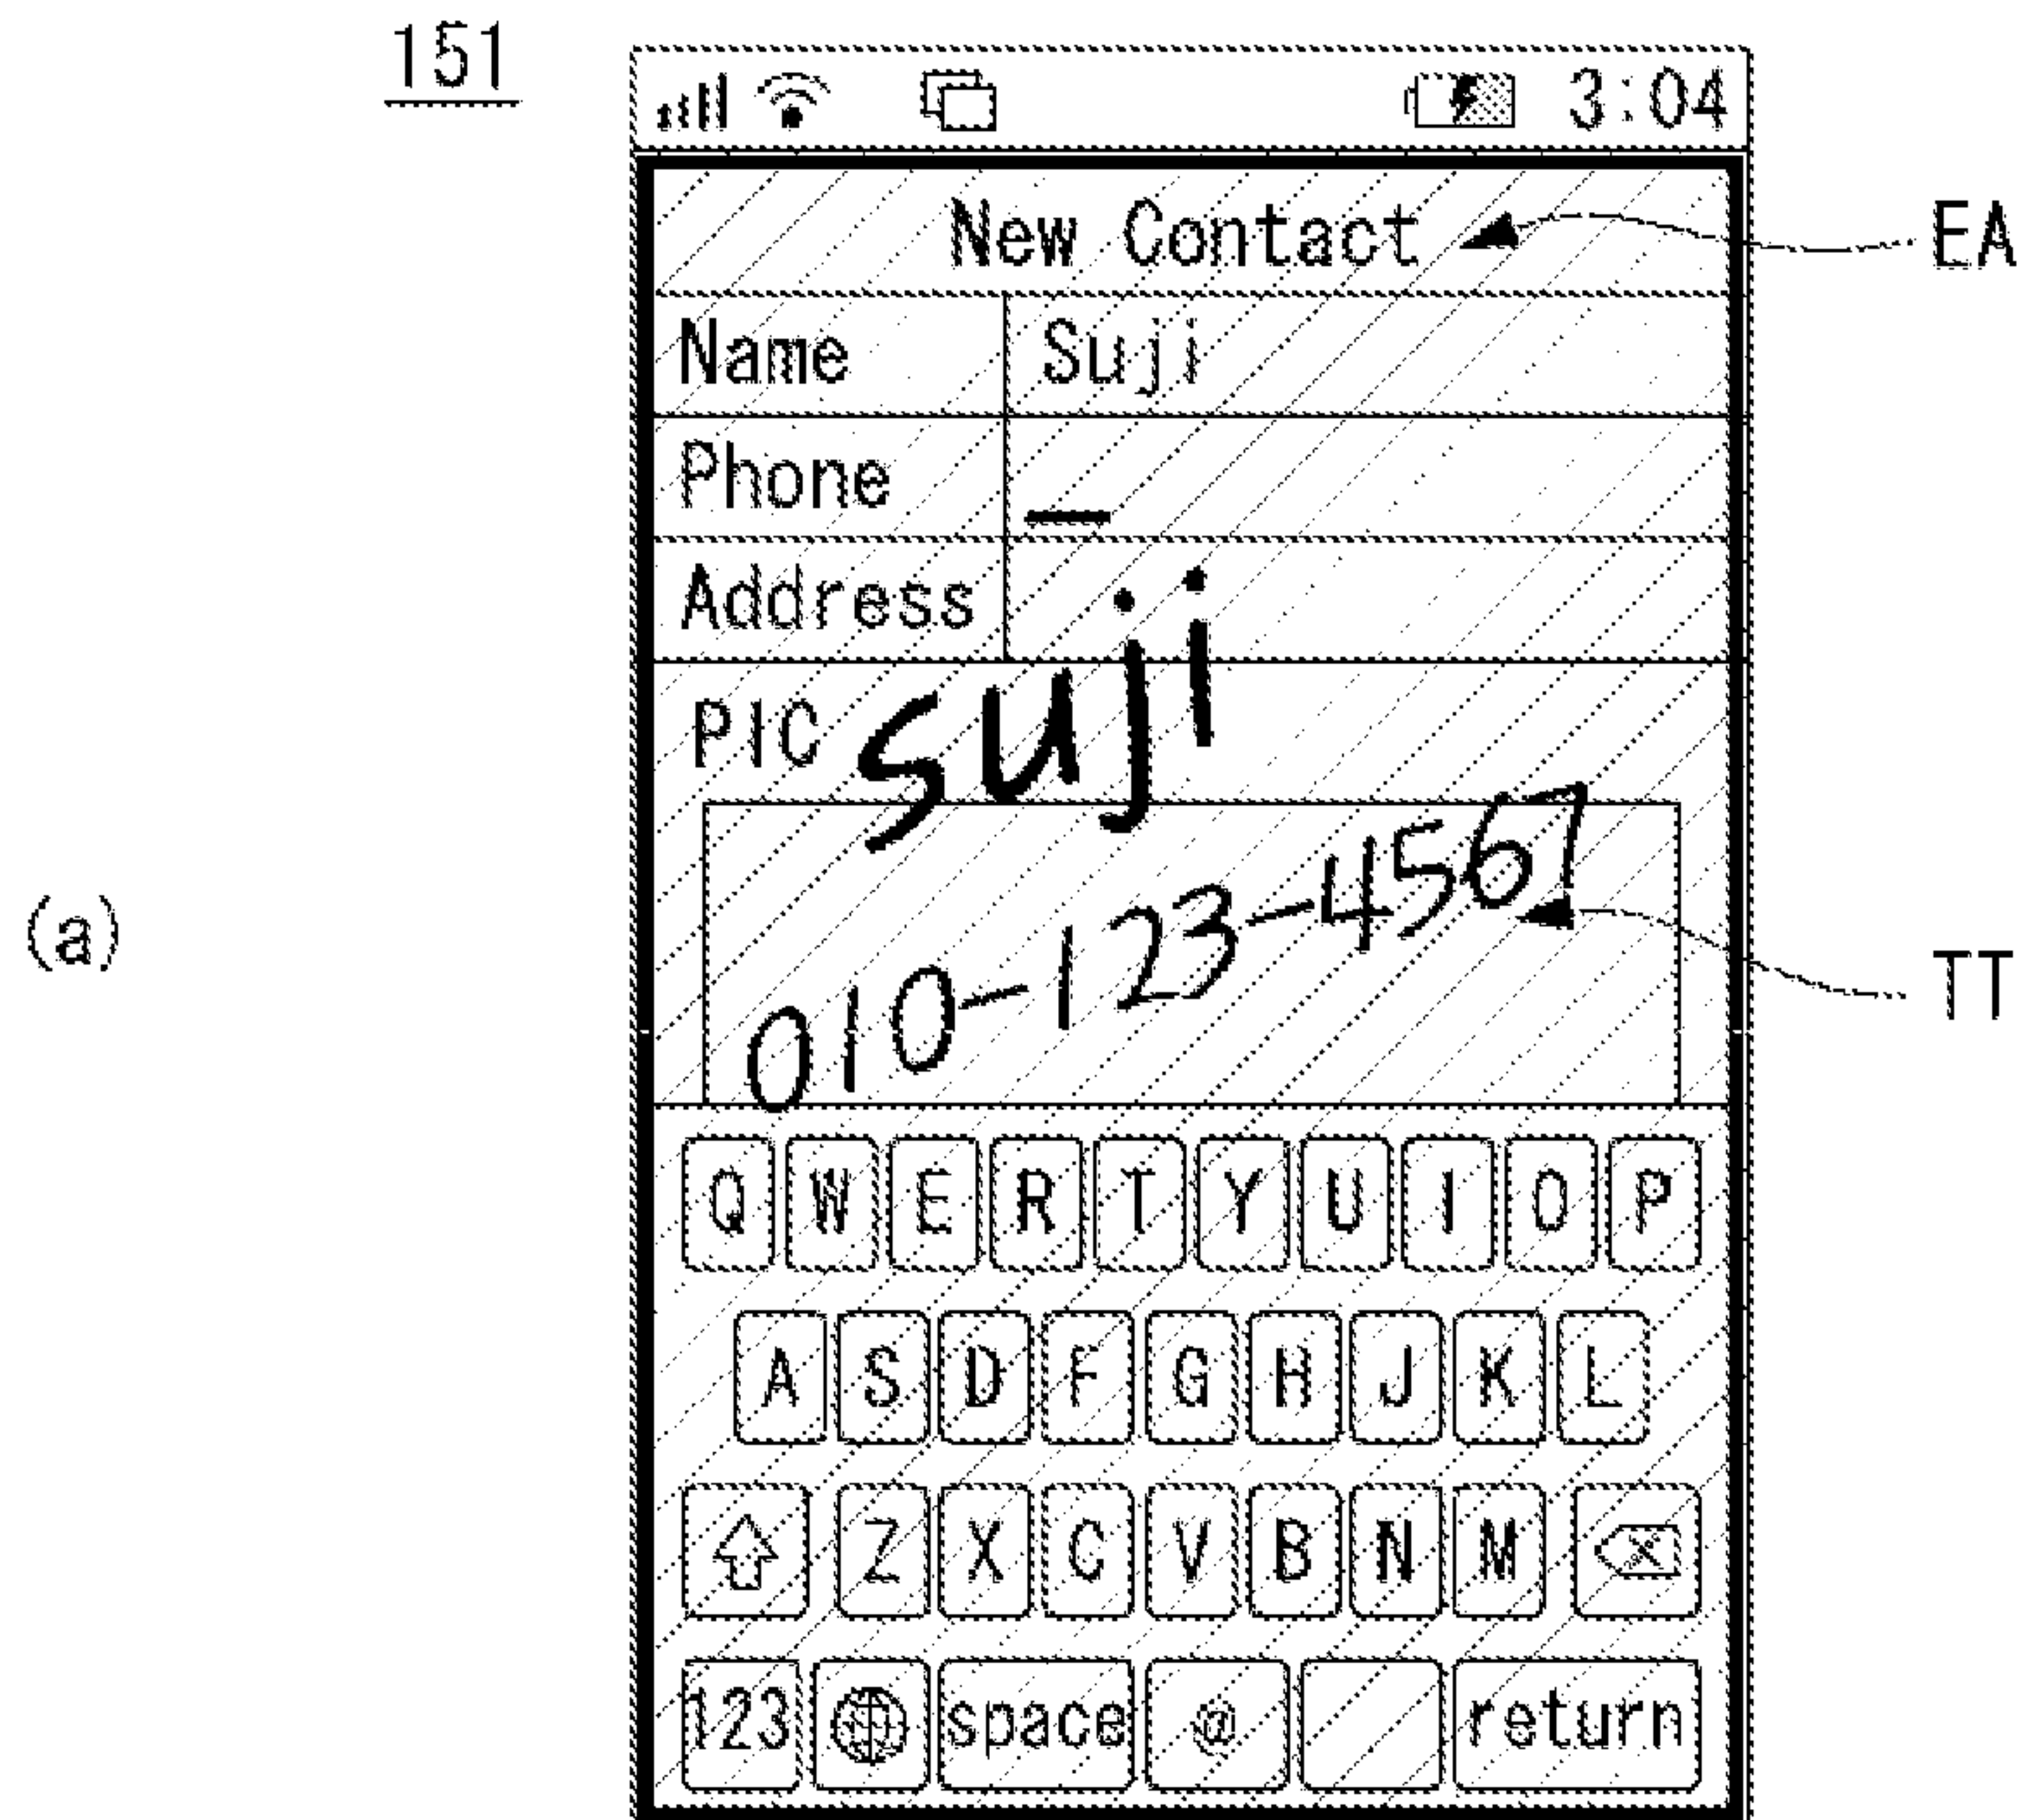 151
3:04
New Contact
EA
Name Suji
Phone _
Address
PIC suji
010-123-4567
(a)
TT
Q W E R T Y U I O P
A S D F G H J K L
Z X C V B N M
123 space @ return